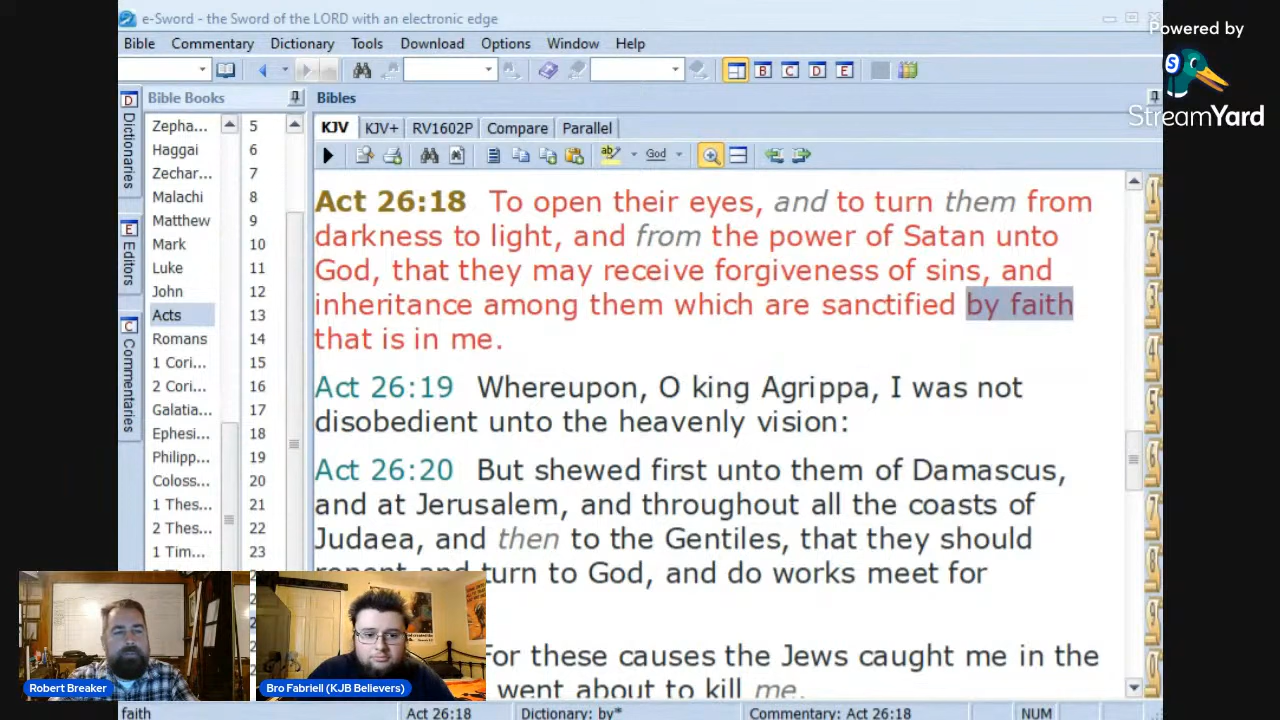 e-Sword - the Sword of the LORD with an electronic edge
Powered by
StreamYard
Bible Commentary Dictionary Tools Download Options Window Help
B C D E
Bible Books
Bibles
D Dictionaries
E Editors
C Commentaries
Zepha... 5
Haggai 6
Zechar... 7
Malachi 8
Matthew 9
Mark 10
Luke 11
John 12
Acts 13
Romans 14
1 Cori... 15
2 Cori... 16
Galatia... 17
Ephesi... 18
Philipp... 19
Coloss... 20
1 Thes... 21
2 Thes... 22
1 Tim... 23
KJV KJV+ RV1602P Compare Parallel
God
Act 26:18 To open their eyes, and to turn them from
darkness to light, and from the power of Satan unto
God, that they may receive forgiveness of sins, and
inheritance among them which are sanctified by faith
that is in me.
Act 26:19 Whereupon, O king Agrippa, I was not
disobedient unto the heavenly vision:
Act 26:20 But shewed first unto them of Damascus,
and at Jerusalem, and throughout all the coasts of
Judaea, and then to the Gentiles, that they should
repent and turn to God, and do works meet for
For these causes the Jews caught me in the
went about to kill me.
Robert Breaker
Bro Fabriell (KJB Believers)
faith Act 26:18 Dictionary: by* Commentary: Act 26:18 NUM